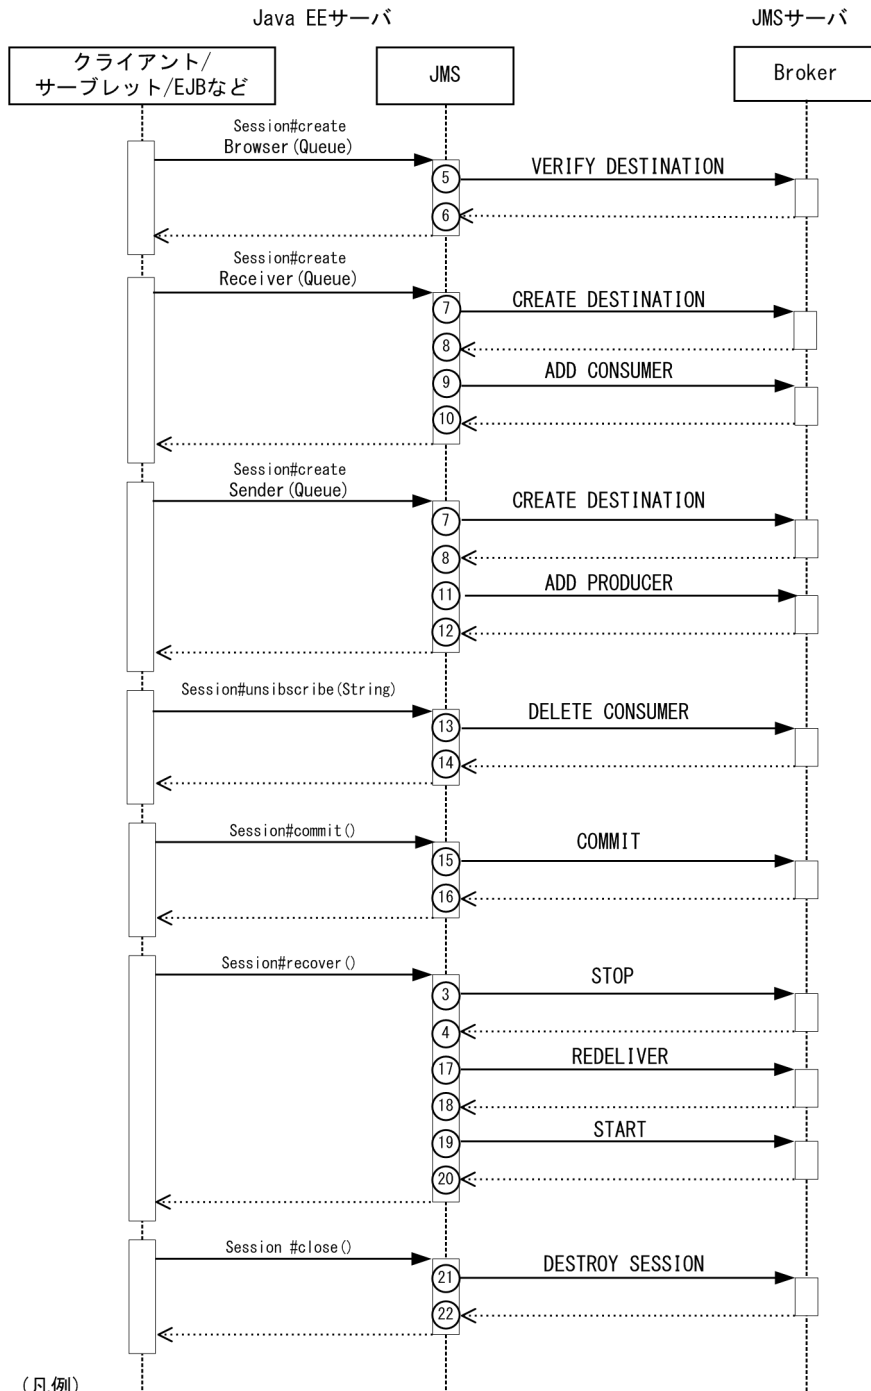 Java EEサーバ
JMSサーバ
クライアント/
サーブレット/EJBなど
JMS
Broker
Session#create
Browser(Queue)
5
VERIFY DESTINATION
6
Session#create
Receiver(Queue)
7
CREATE DESTINATION
8
9
ADD CONSUMER
10
Session#create
Sender(Queue)
7
CREATE DESTINATION
8
11
ADD PRODUCER
12
Session#unsibscribe(String)
13
DELETE CONSUMER
14
Session#commit()
15
COMMIT
16
Session#recover()
3
STOP
4
17
REDELIVER
18
19
START
20
Session #close()
21
DESTROY SESSION
22
(凡例)